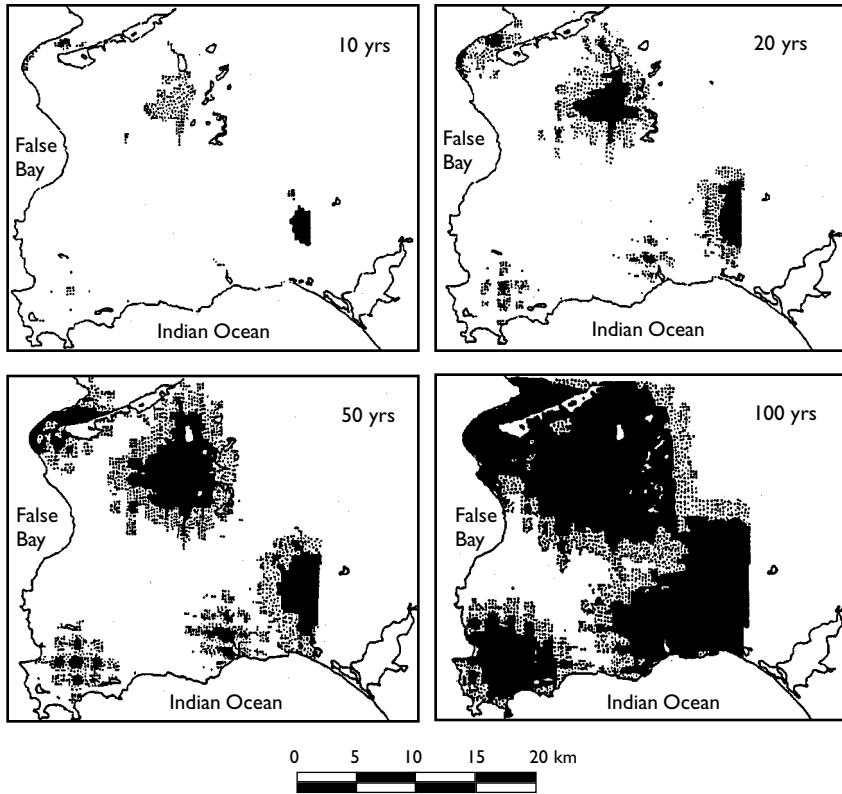 10 yrs
False
Bay
Indian Ocean
20 yrs
False
Bay
Indian Ocean
50 yrs
False
Bay
Indian Ocean
100 yrs
False
Bay
Indian Ocean
0 5 10 15 20 km